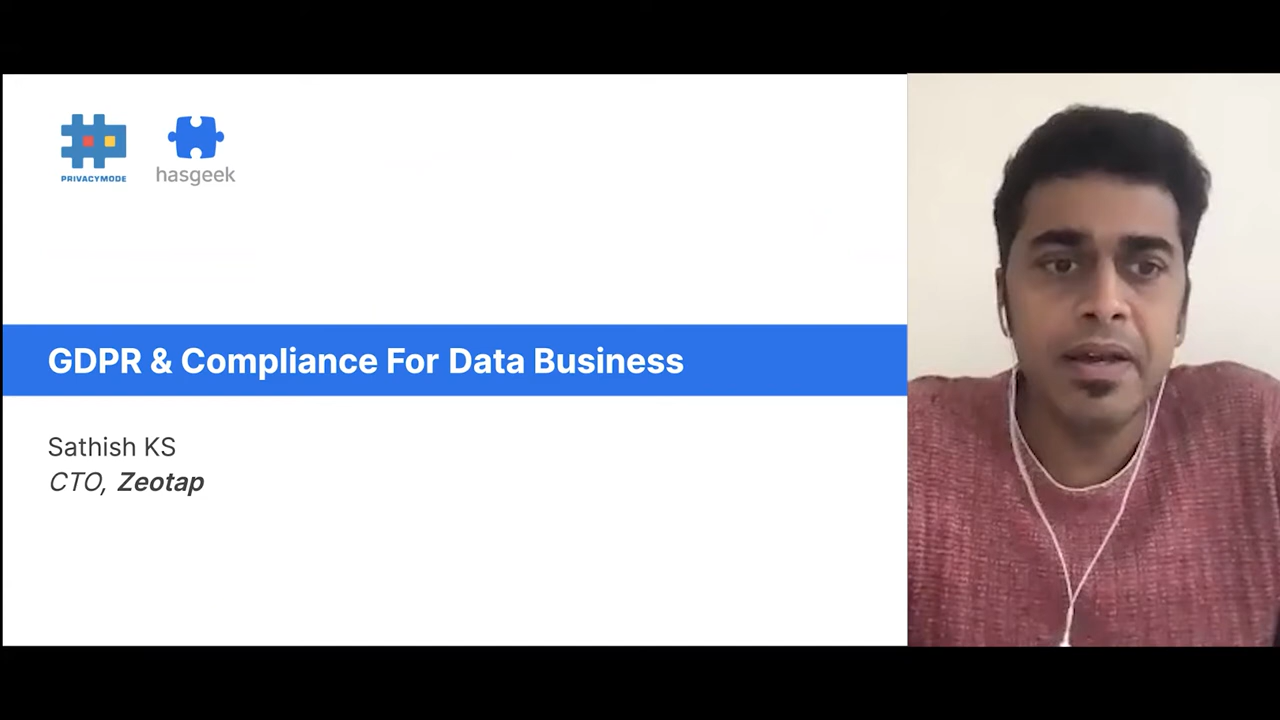 PRIVACYMODE
hasgeek
GDPR & Compliance For Data Business
Sathish KS
CTO, Zeotap